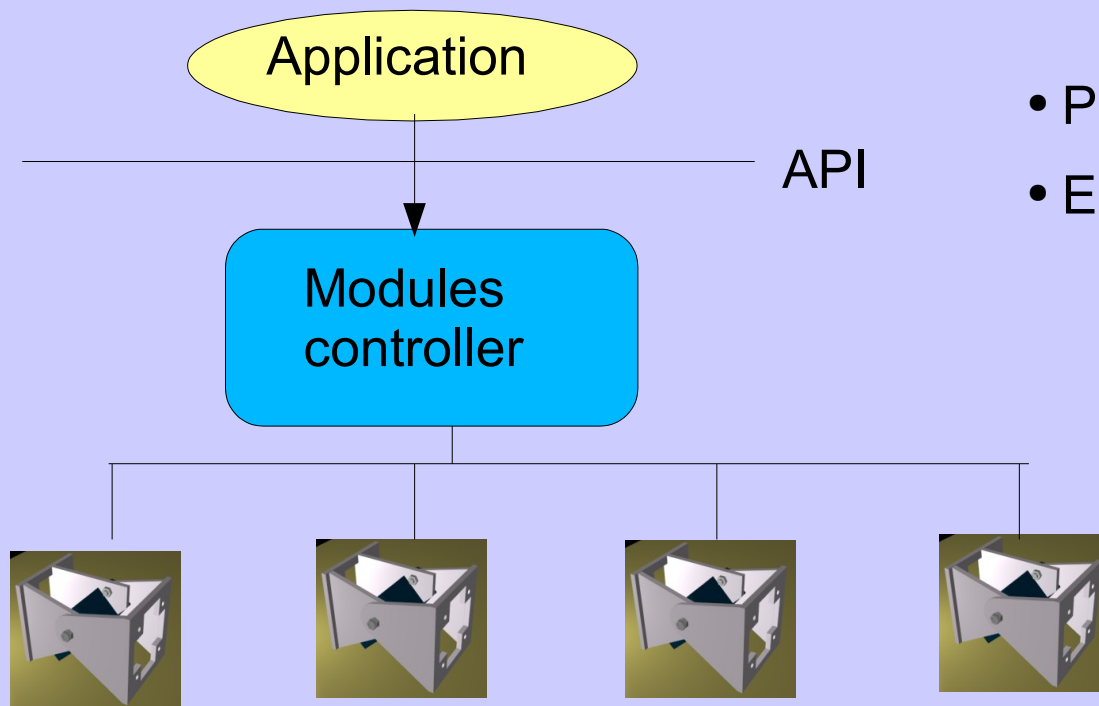 Application
API
• P
• E
Modules
controller